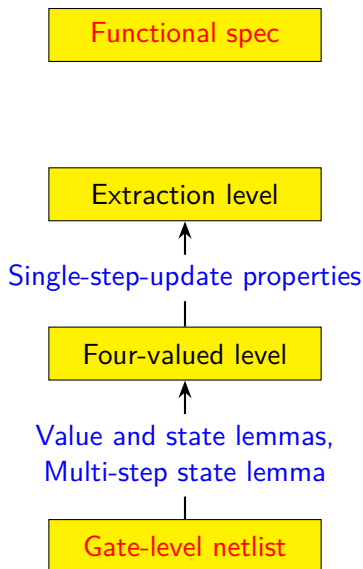 Functional spec
Extraction level
Single-step-update properties
Four-valued level
Value and state lemmas,
Multi-step state lemma
Gate-level netlist